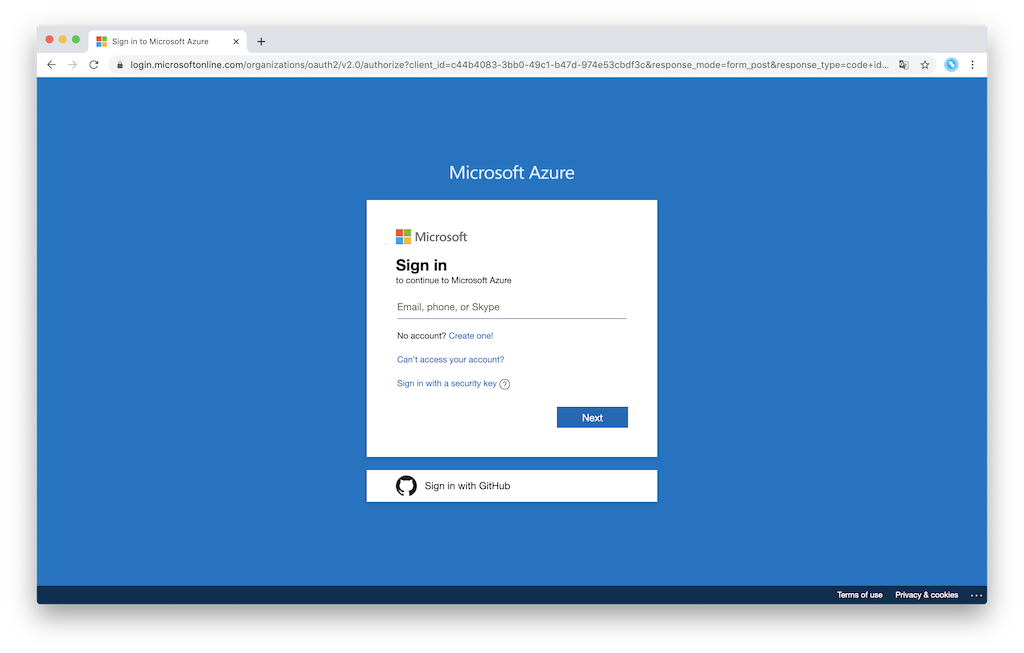 Sign in to Microsoft Azure
login.microsoftonline.com/organizations/oauth2/v2.0/authorize?client_id=c44b4083-3bb0-49c1-b47d-974e53cbdf3c&response_mode=form_post&response_type=code+id...
Microsoft Azure
Microsoft
Sign in
to continue to Microsoft Azure
Email, phone, or Skype
No account? Create one!
Can't access your account?
Sign in with a security key ?
Next
Sign in with GitHub
Terms of use Privacy & cookies ...